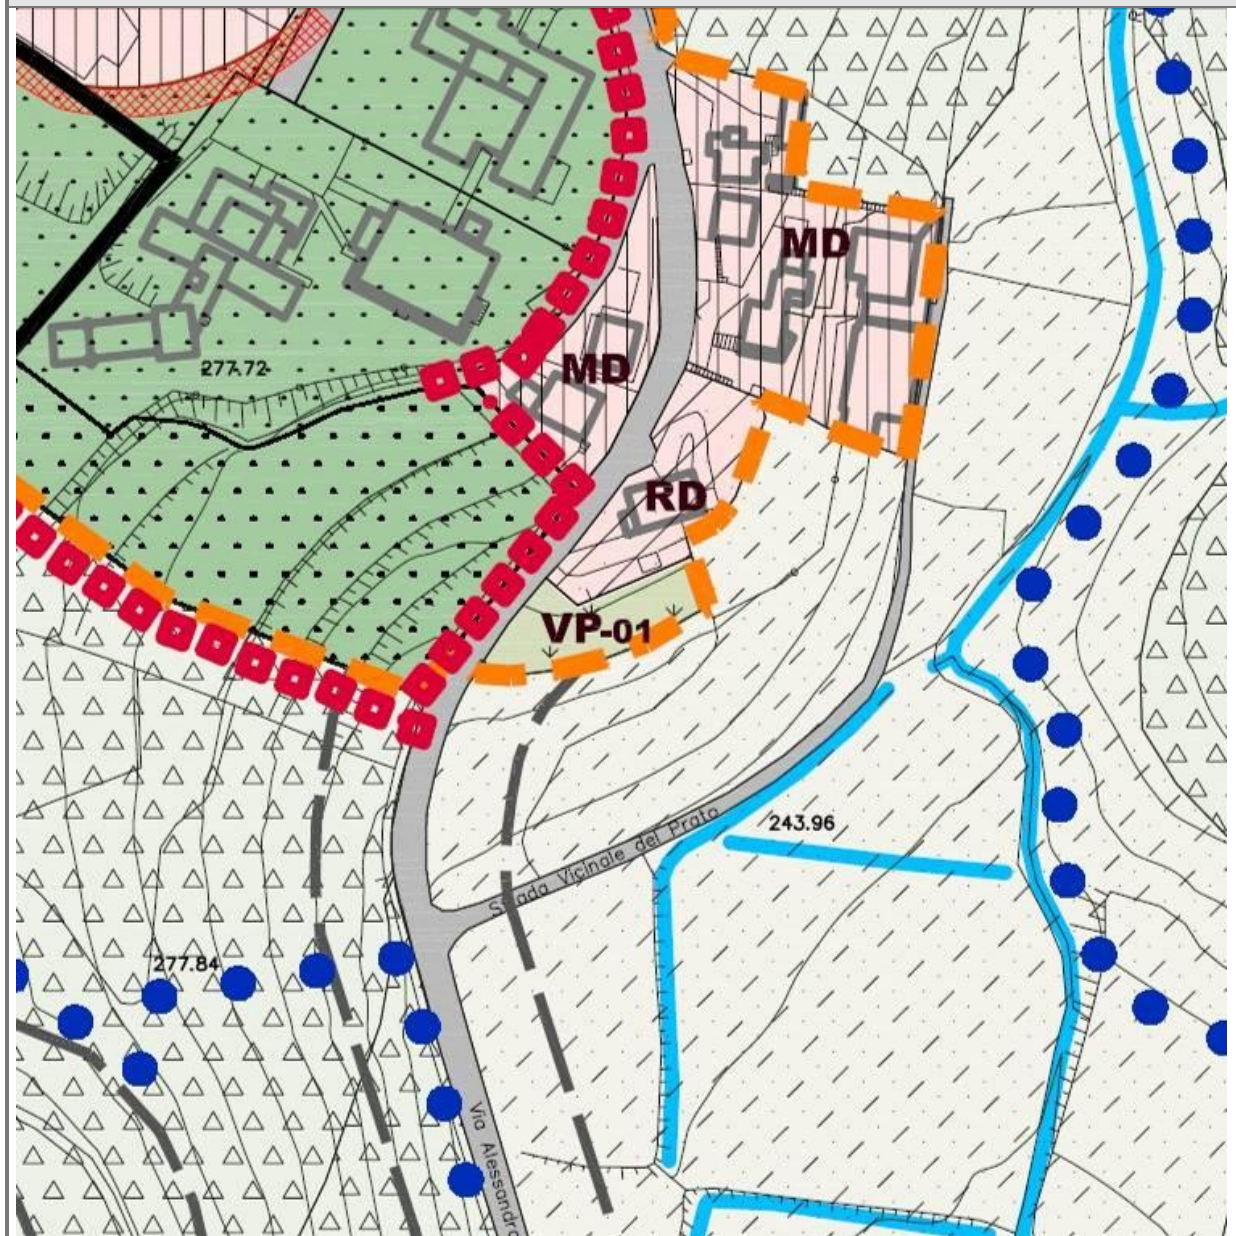 MD
277.72
MD
RD
VP-01
Strada Vicinale del Prato
243.96
277.84
Via Alessandro